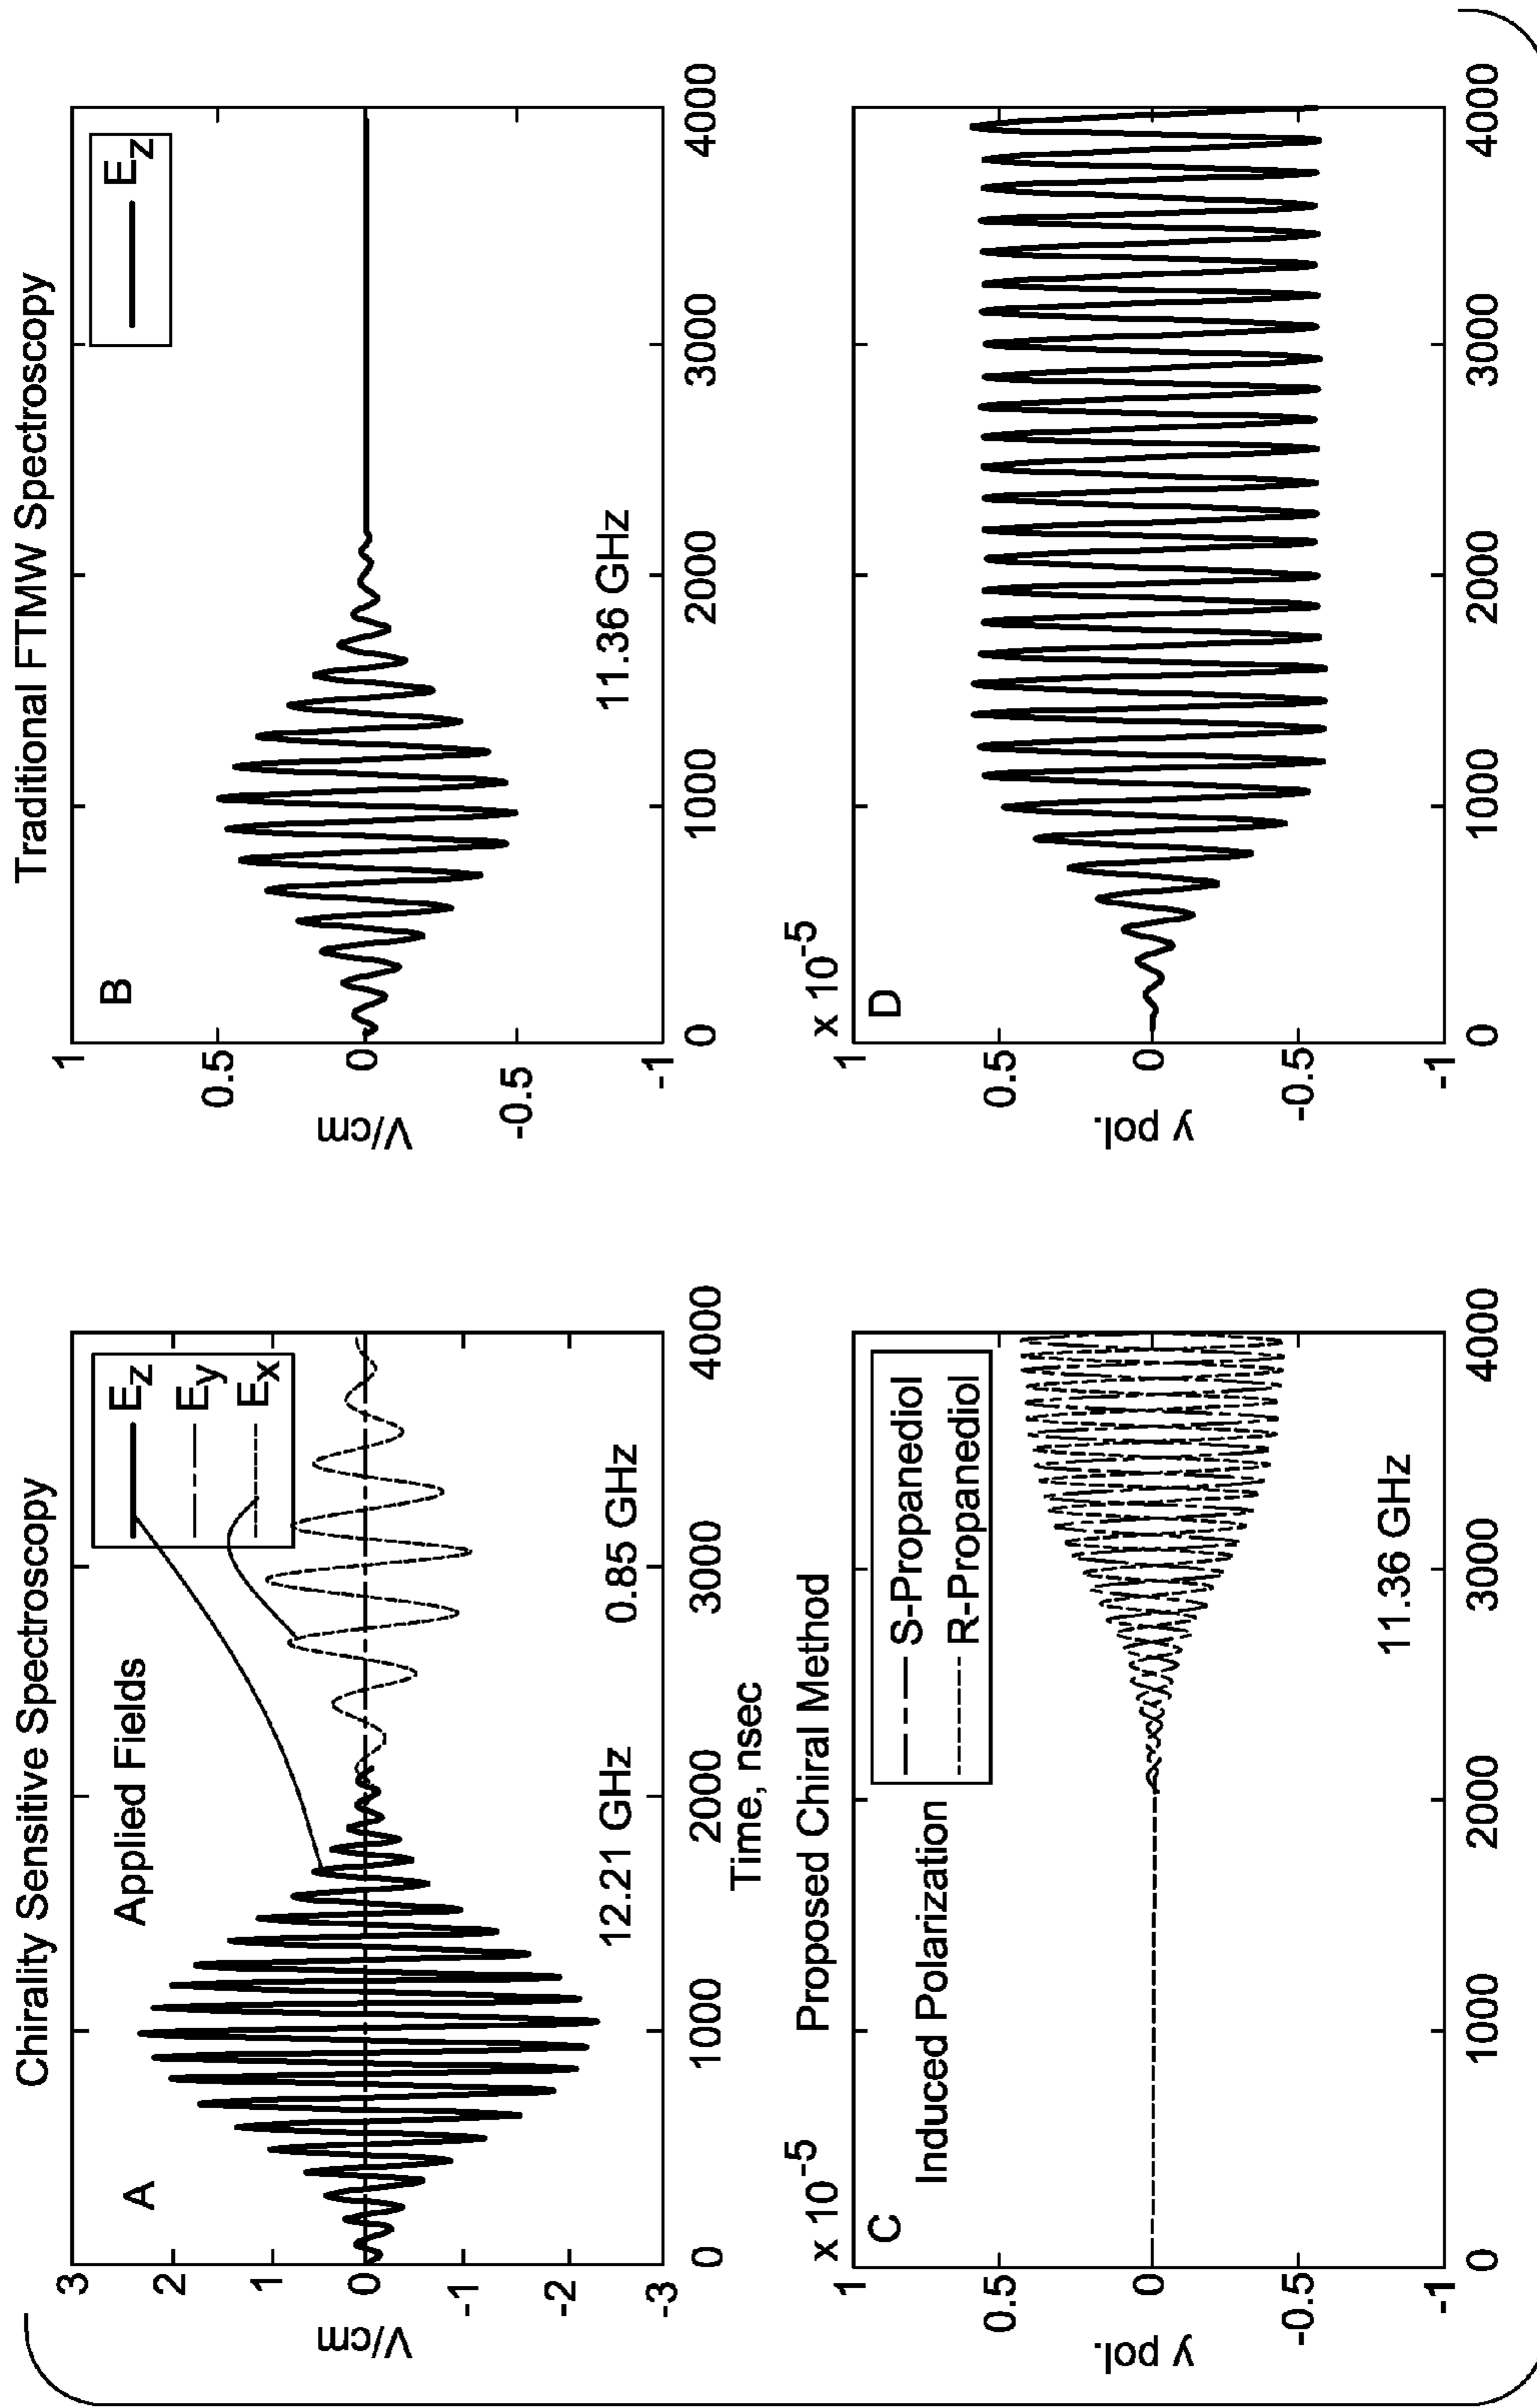 Chirality Sensitive Spectroscopy
A
Applied Fields
E_z
E_y
E_x
3
2
1
0
-1
-2
-3
V/cm
12.21 GHz
0.85 GHz
0
1000
2000
3000
4000
Time, nsec
Traditional FTMW Spectroscopy
B
E_z
1
0.5
0
-0.5
-1
V/cm
11.36 GHz
0
1000
2000
3000
4000
Proposed Chiral Method
x 10^-5
C
Induced Polarization
S-Propanediol
R-Propanediol
1
0.5
0
-0.5
-1
y pol.
11.36 GHz
0
1000
2000
3000
4000
x 10^-5
D
1
0.5
0
-0.5
-1
y pol.
0
1000
2000
3000
4000